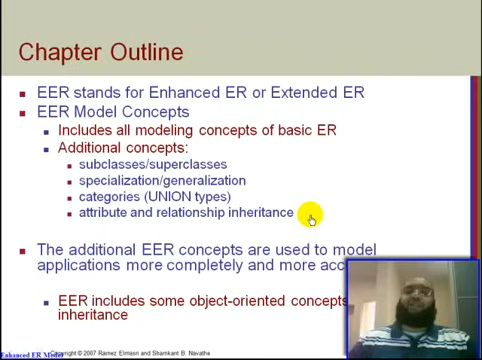 Chapter Outline
EER stands for Enhanced ER or Extended ER
EER Model Concepts
Includes all modeling concepts of basic ER
Additional concepts:
subclasses/superclasses
specialization/generalization
categories (UNION types)
attribute and relationship inheritance
The additional EER concepts are used to model
applications more completely and more
EER includes some object-oriented concepts
inheritance
Enhanced ER Model
Copyright © 2007 Ramez Elmasri and Shamkant B. Navathe